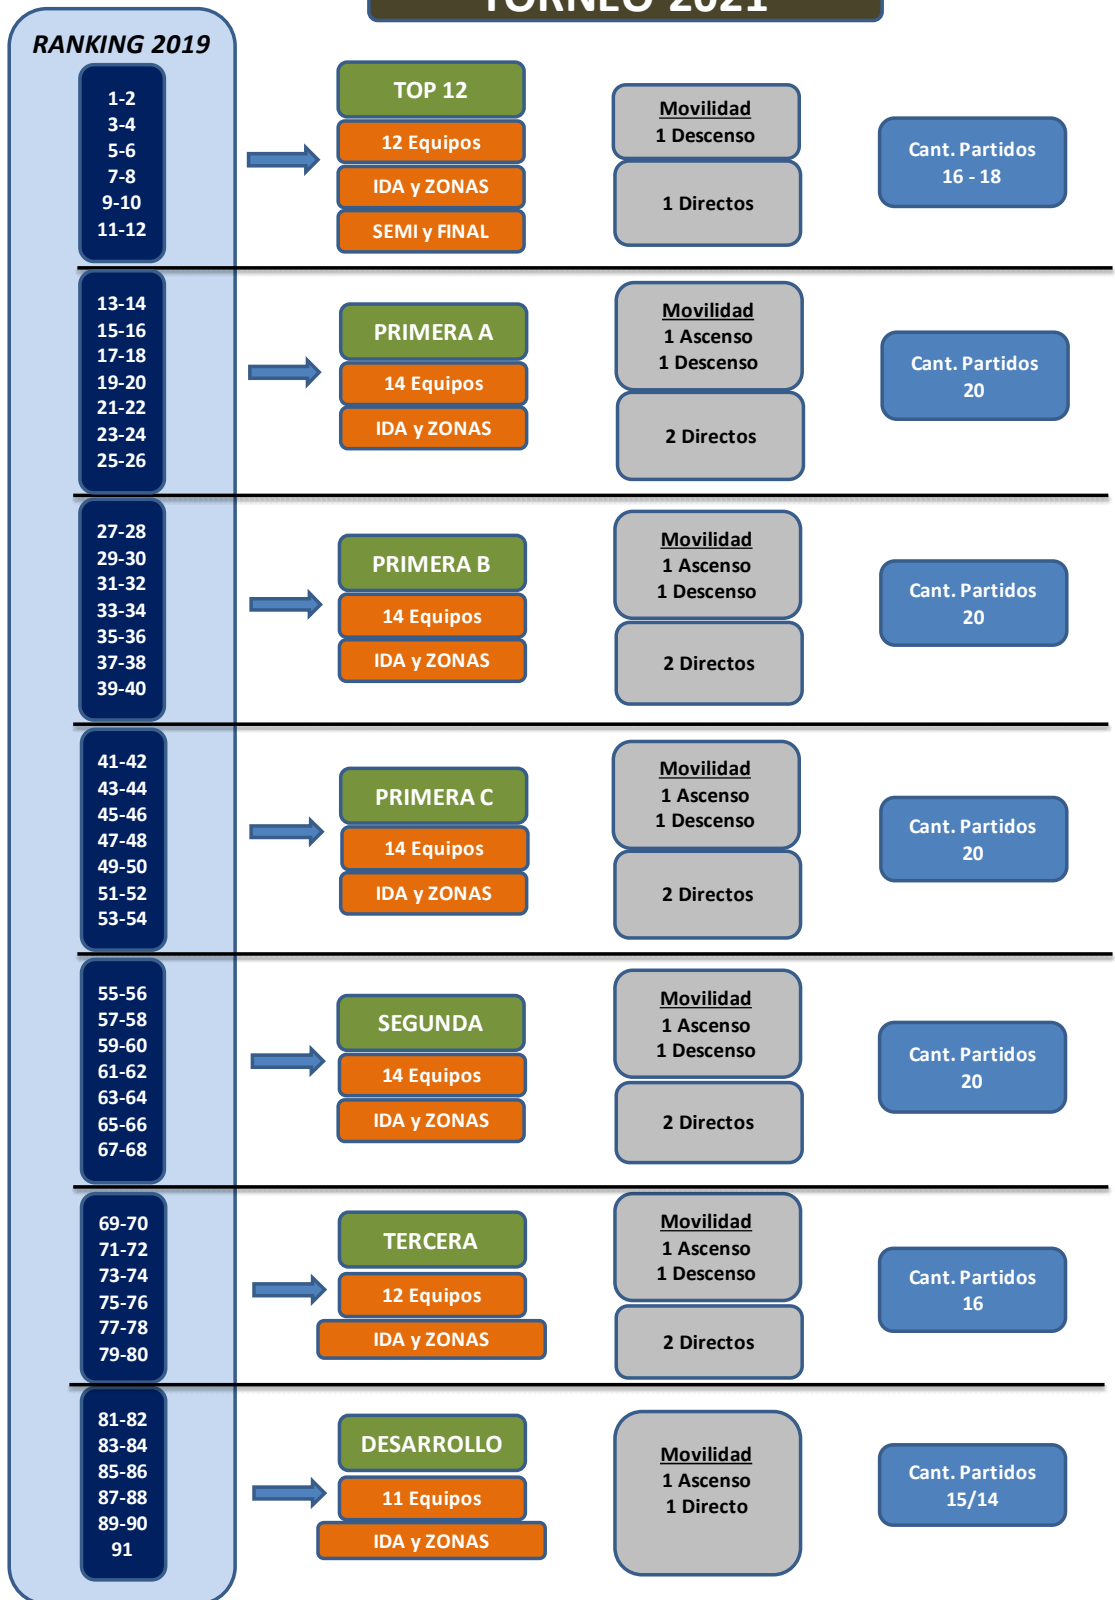 TORNEO 2021
RANKING 2019
1-2
3-4
5-6
7-8
9-10
11-12
TOP 12
12 Equipos
IDA y ZONAS
SEMI y FINAL
Movilidad
1 Descenso
1 Directos
Cant. Partidos
16 - 18
13-14
15-16
17-18
19-20
21-22
23-24
25-26
PRIMERA A
14 Equipos
IDA y ZONAS
Movilidad
1 Ascenso
1 Descenso
2 Directos
Cant. Partidos
20
27-28
29-30
31-32
33-34
35-36
37-38
39-40
PRIMERA B
14 Equipos
IDA y ZONAS
Movilidad
1 Ascenso
1 Descenso
2 Directos
Cant. Partidos
20
41-42
43-44
45-46
47-48
49-50
51-52
53-54
PRIMERA C
14 Equipos
IDA y ZONAS
Movilidad
1 Ascenso
1 Descenso
2 Directos
Cant. Partidos
20
55-56
57-58
59-60
61-62
63-64
65-66
67-68
SEGUNDA
14 Equipos
IDA y ZONAS
Movilidad
1 Ascenso
1 Descenso
2 Directos
Cant. Partidos
20
69-70
71-72
73-74
75-76
77-78
79-80
TERCERA
12 Equipos
IDA y ZONAS
Movilidad
1 Ascenso
1 Descenso
2 Directos
Cant. Partidos
16
81-82
83-84
85-86
87-88
89-90
91
DESARROLLO
11 Equipos
IDA y ZONAS
Movilidad
1 Ascenso
1 Directo
Cant. Partidos
15/14